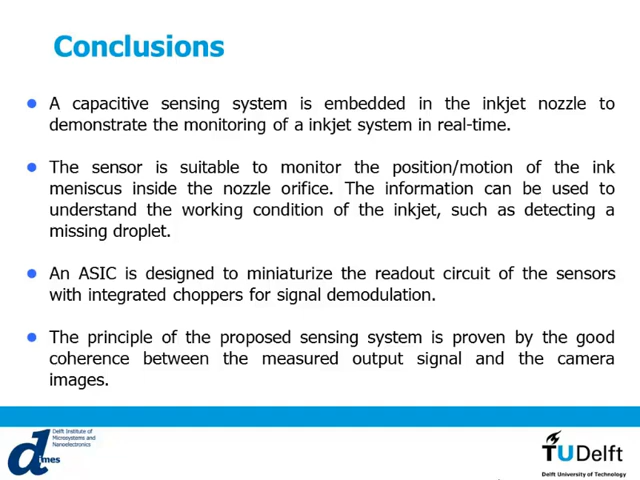 Conclusions
A capacitive sensing system is embedded in the inkjet nozzle to
demonstrate the monitoring of a inkjet system in real-time.
The sensor is suitable to monitor the position/motion of the ink
meniscus inside the nozzle orifice. The information can be used to
understand the working condition of the inkjet, such as detecting a
missing droplet.
An ASIC is designed to miniaturize the readout circuit of the sensors
with integrated choppers for signal demodulation.
The principle of the proposed sensing system is proven by the good
coherence between the measured output signal and the camera
images.
Delft Institute of
Microsystems and
Nanoelectronics
dimes
TUDelft
Delft University of Technology